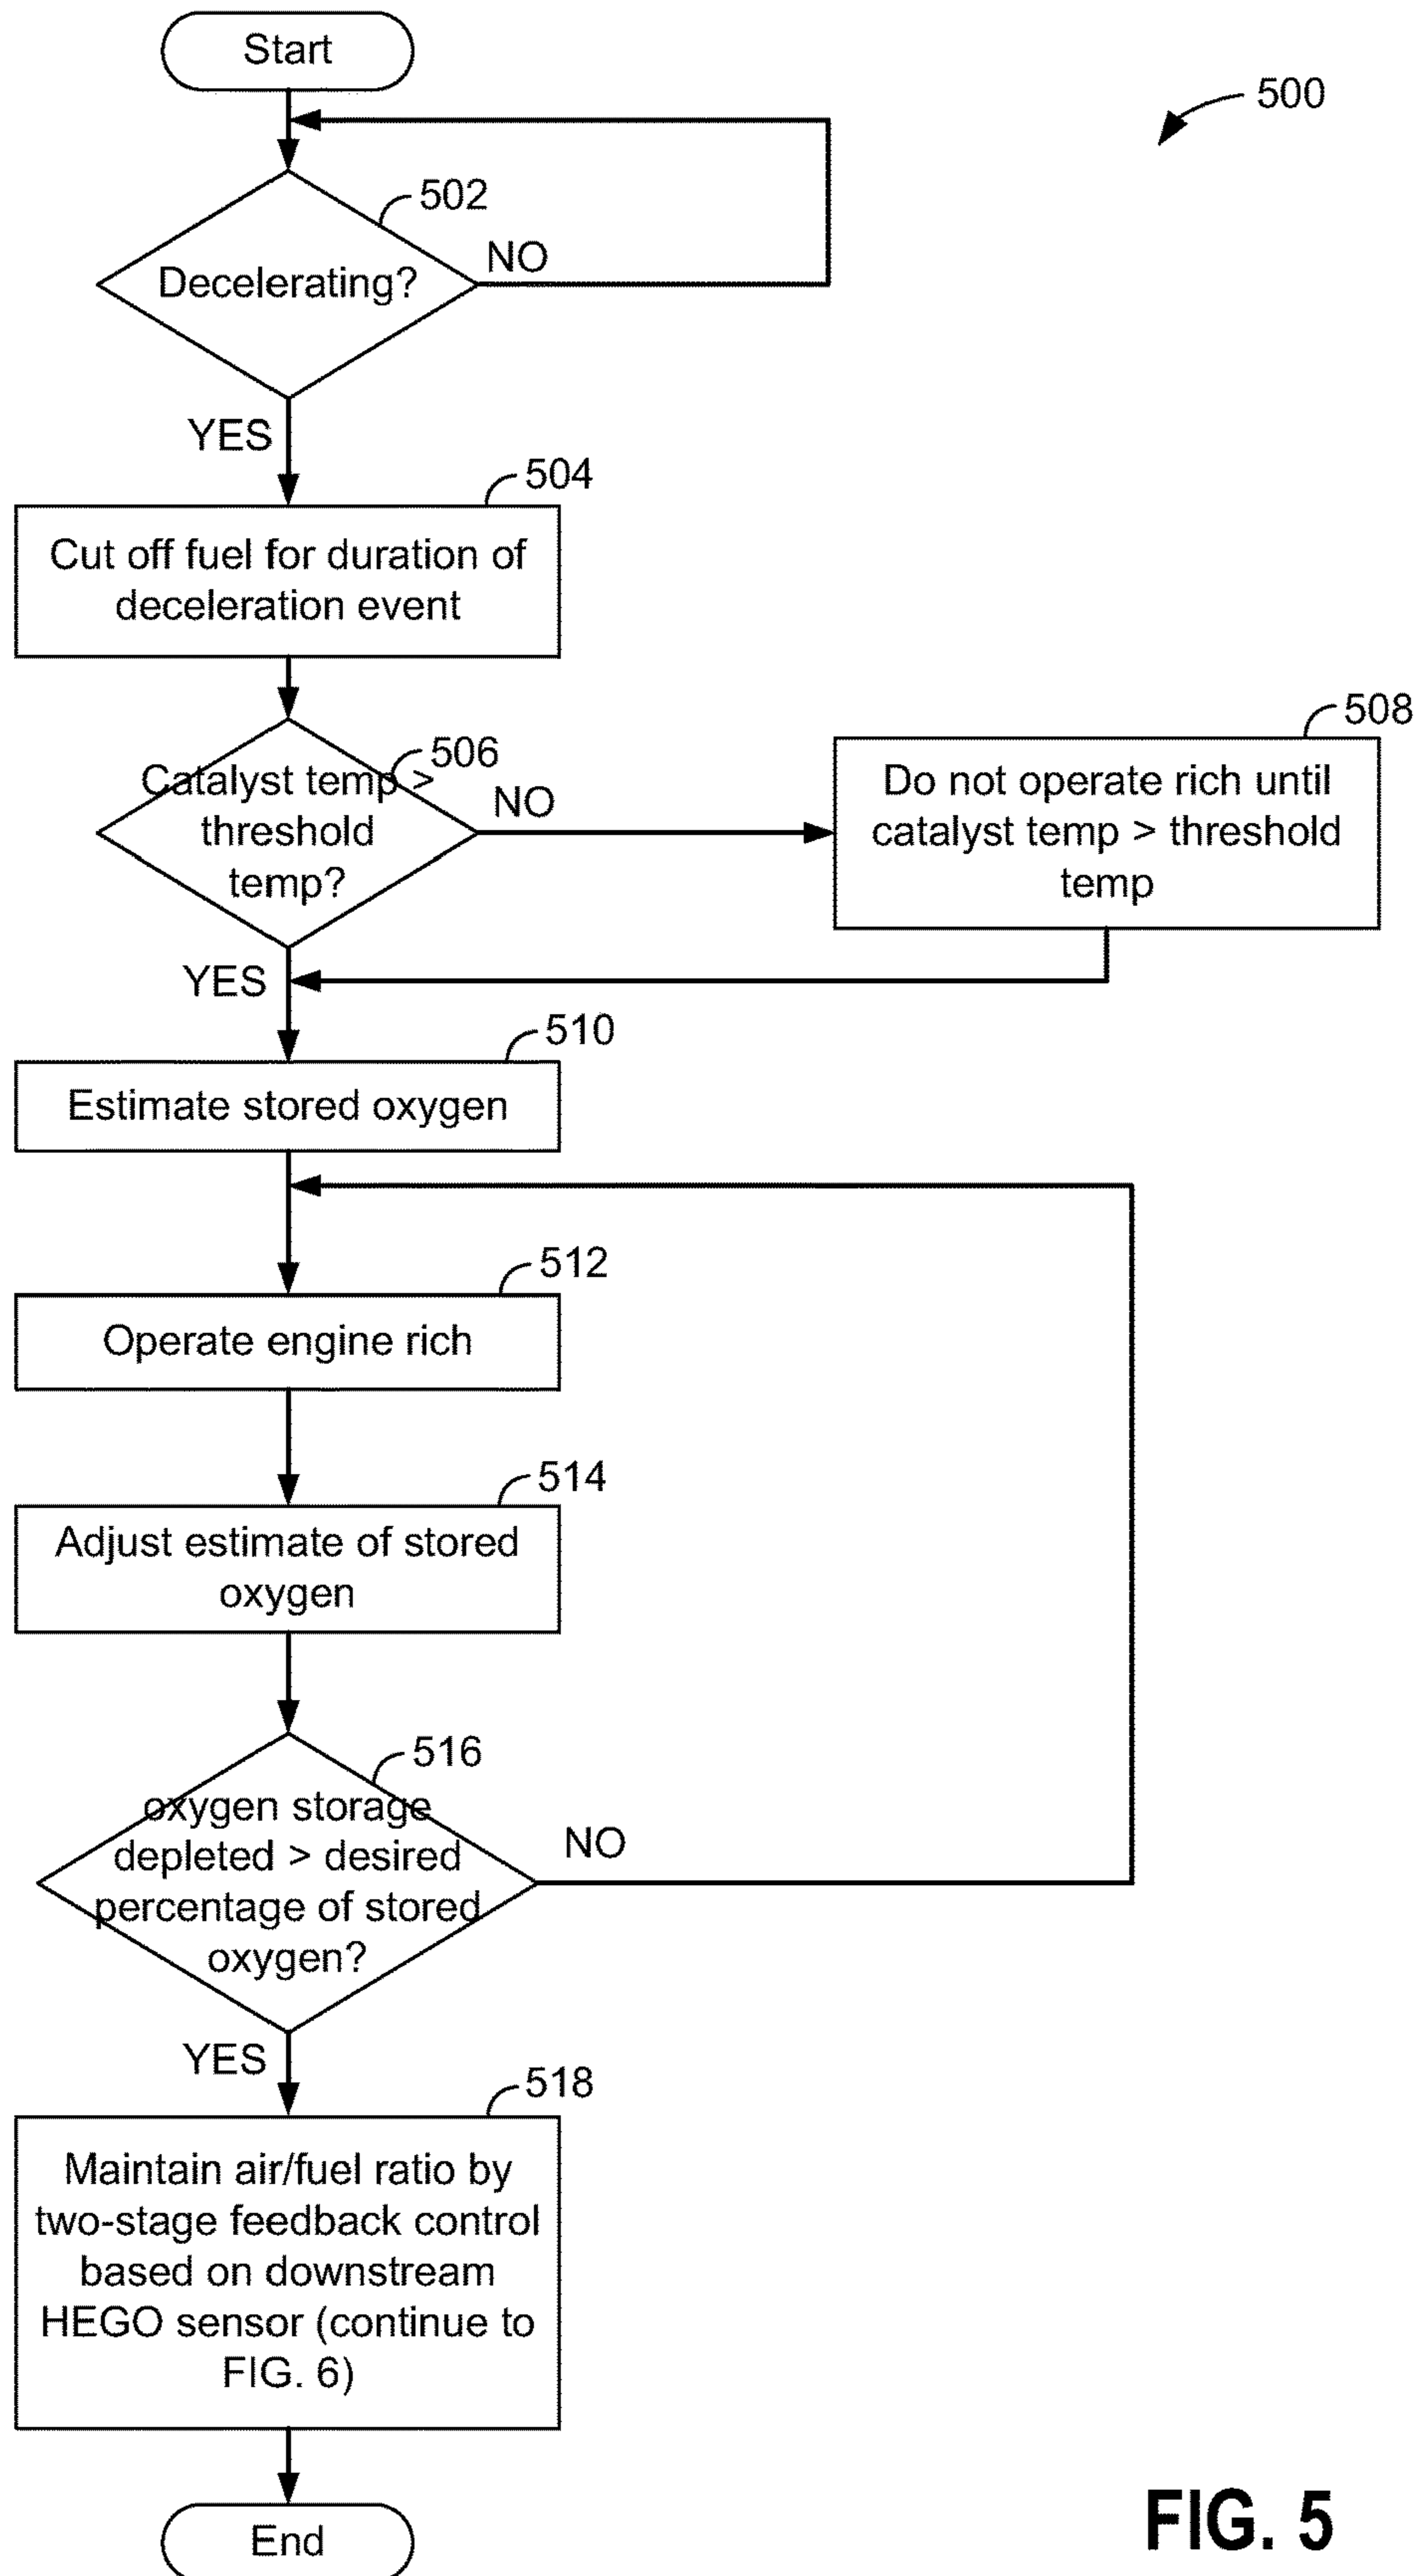 Start
500
502
Decelerating?
NO
YES
504
Cut off fuel for duration of
deceleration event
506
Catalyst temp >
threshold
temp?
NO
508
Do not operate rich until
catalyst temp > threshold
temp
YES
510
Estimate stored oxygen
512
Operate engine rich
514
Adjust estimate of stored
oxygen
516
oxygen storage
depleted > desired
percentage of stored
oxygen?
NO
YES
518
Maintain air/fuel ratio by
two-stage feedback control
based on downstream
HEGO sensor (continue to
FIG. 6)
End
FIG. 5